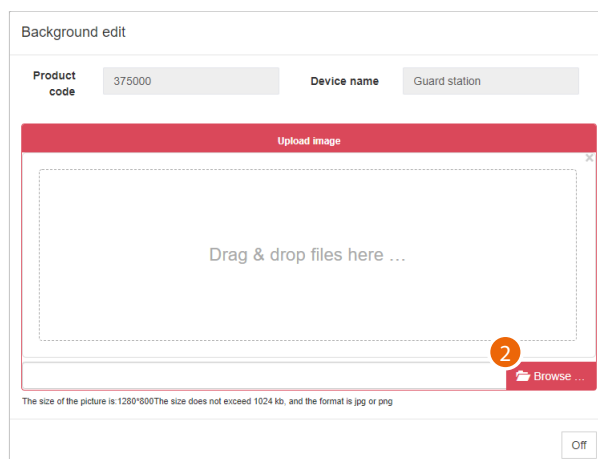 Background edit
Product code
375000
Device name
Guard station
Upload image
×
Drag & drop files here …
2
Browse …
The size of the picture is:1280*800The size does not exceed 1024 kb, and the format is jpg or png
Off